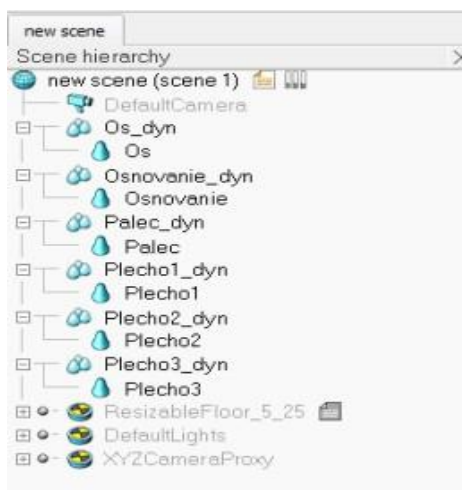 new scene
Scene hierarchy
new scene (scene 1)
DefaultCamera
Os_dyn
Os
Osnovanie_dyn
Osnovanie
Palec_dyn
Palec
Plecho1_dyn
Plecho1
Plecho2_dyn
Plecho2
Plecho3_dyn
Plecho3
ResizableFloor_5_25
DefaultLights
XYZCameraProxy